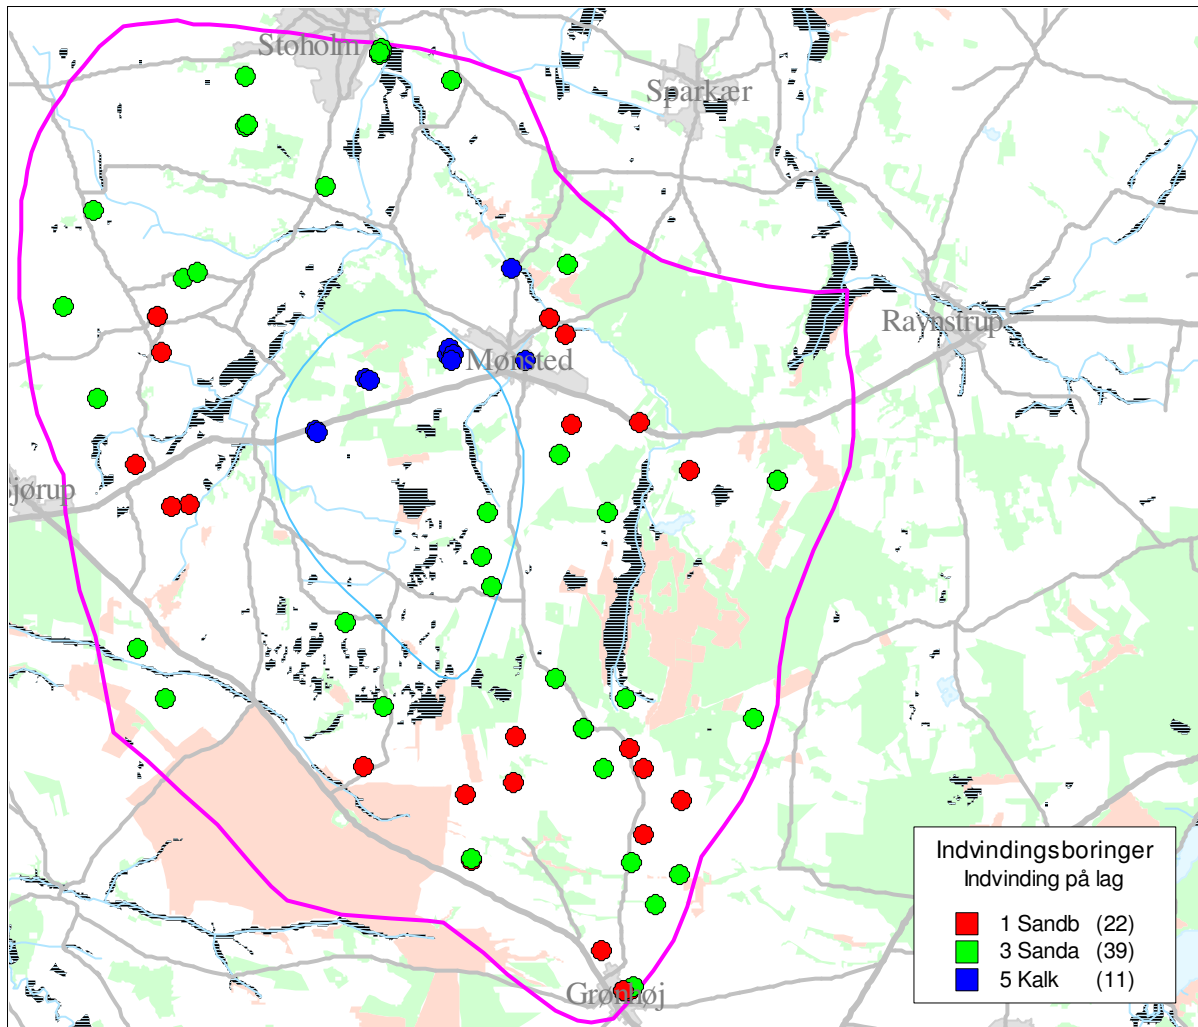 Stoholm
Sparkær
Ravnstrup
Mønsted
jørup
Grønhøj
Indvindingsboringer
Indvinding på lag
1 Sandb (22)
3 Sanda (39)
5 Kalk (11)